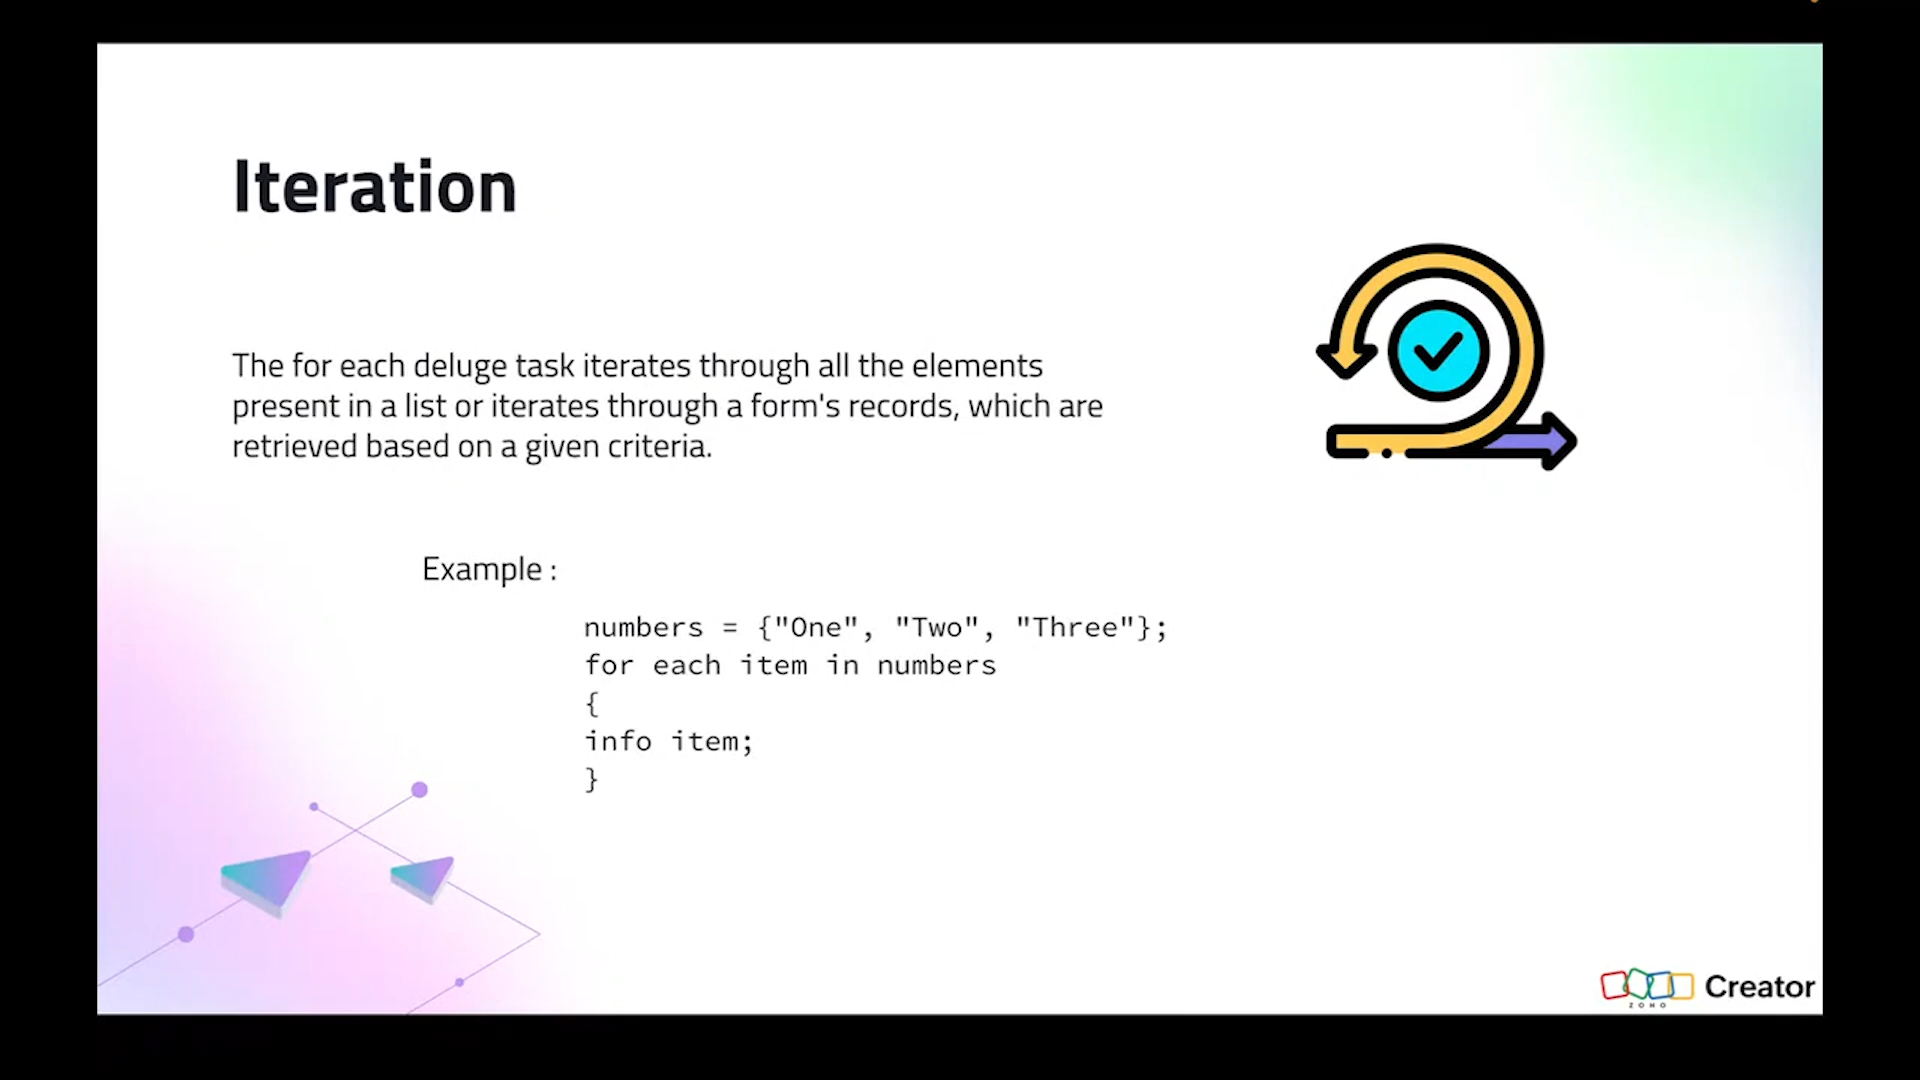 Iteration
The for each deluge task iterates through all the elements
present in a list or iterates through a form's records, which are
retrieved based on a given criteria.
Example :
numbers = {"One", "Two", "Three"};
for each item in numbers
{
info item;
}
ZOHO
Creator